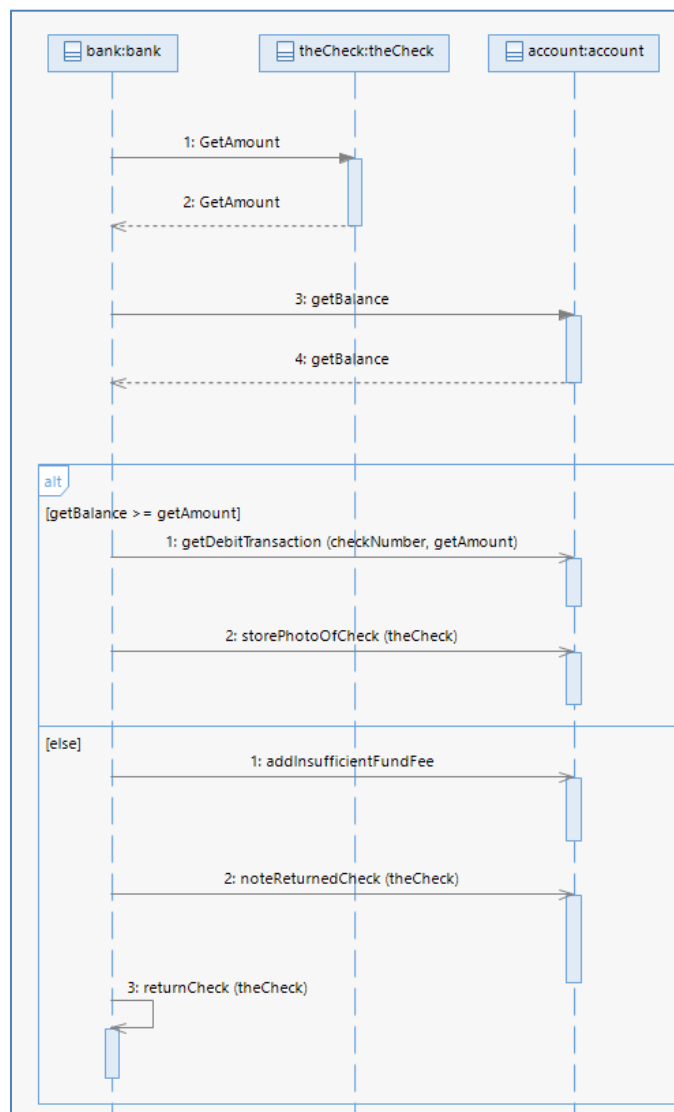 bank:bank
theCheck:theCheck
account:account
1: GetAmount
2: GetAmount
3: getBalance
4: getBalance
alt
[getBalance >= getAmount]
1: getDebitTransaction (checkNumber, getAmount)
2: storePhotoOfCheck (theCheck)
[else]
1: addInsufficientFundFee
2: noteReturnedCheck (theCheck)
3: returnCheck (theCheck)